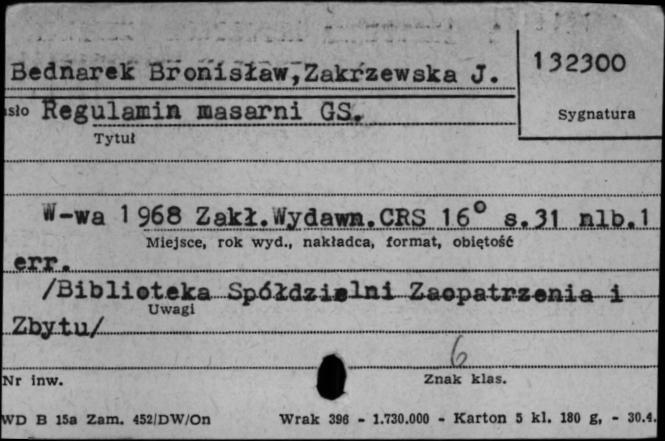 Bednarek Bronisław,Zakrzewska J.
132300
Sygnatura
sło Regulamin masarni GS.
Tytuł
W-wa 1968 Zakł.Wydawn.CRS 16° s.31 nlb.1
Miejsce, rok wyd., nakładca, format, obiętość
err.
/Biblioteka Spółdzielni Zaopatrzenia i
Uwagi
Zbytu/
6
Nr inw.
Znak klas.
WD B 15a Zam. 452/DW/On Wrak 396 - 1.730.000 - Karton 5 kl. 180 g, - 30.4.